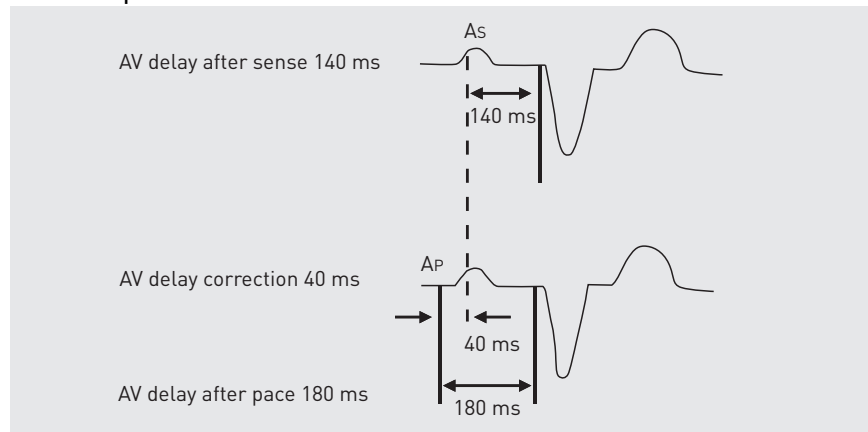 As
AV delay after sense 140 ms
140 ms
AP
AV delay correction 40 ms
40 ms
AV delay after pace 180 ms
180 ms